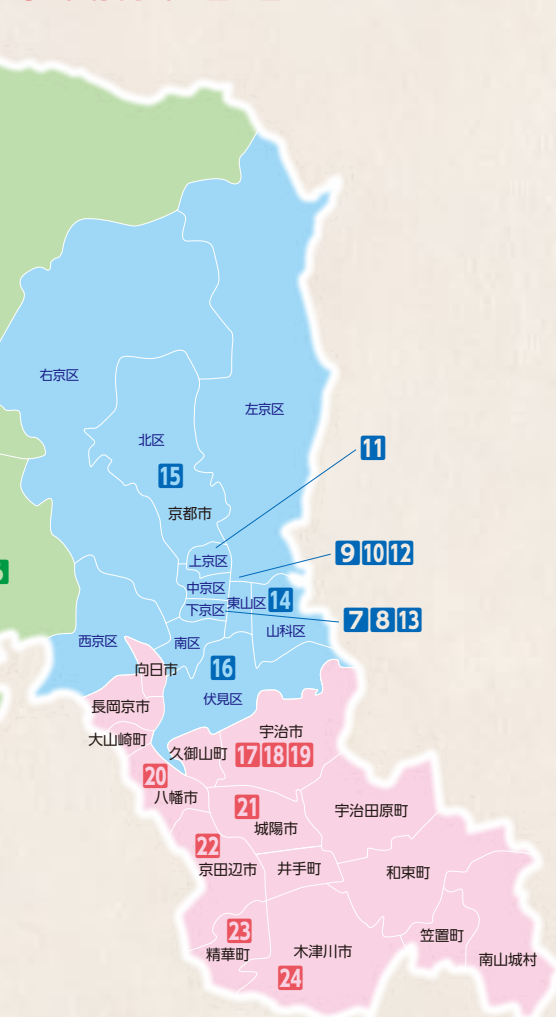 右京区
左京区
北区
11
15
京都市
上京区
9 10 12
中京区
東山区 14
下京区
7 8 13
山科区
西京区
南区
向日市
16
伏見区
長岡京市
宇治市
大山崎町
久御山町
17 18 19
20
八幡市
21
宇治田原町
城陽市
22
京田辺市
井手町
和束町
23
精華町
木津川市
笠置町
南山城村
24